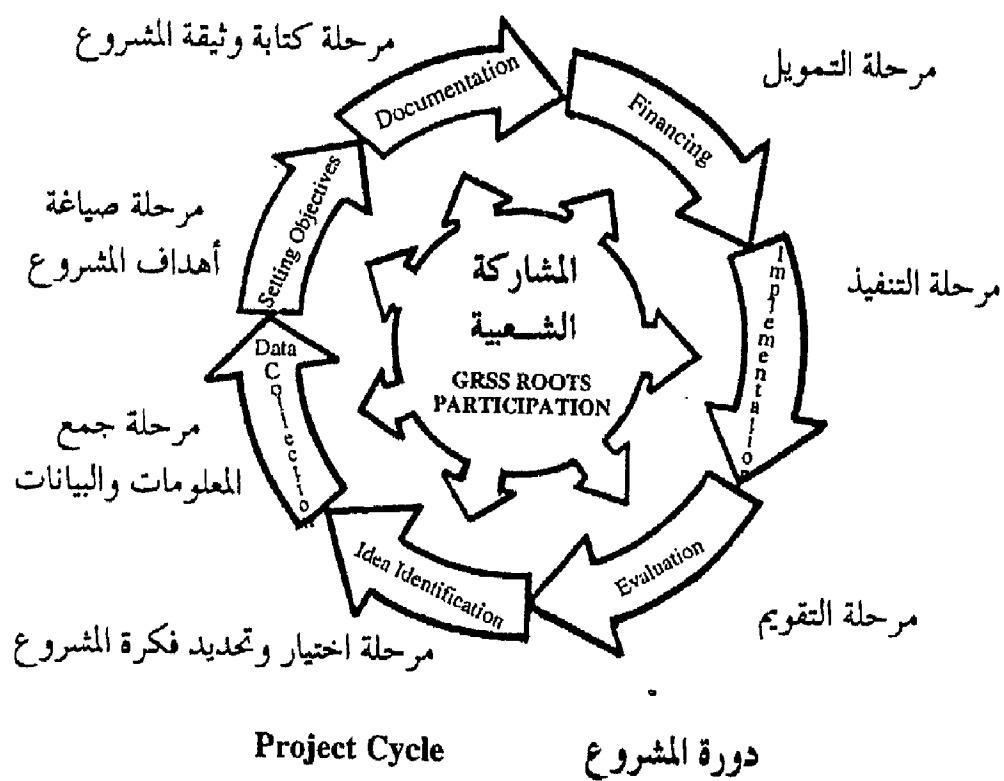 مرحلة كتابة وثيقة المشروع
Documentation
مرحلة التمويل
Financing
مرحلة صياغة
أهداف المشروع
Setting Objectives
المشاركة
الشعبية
GRSS ROOTS
PARTICIPATION
مرحلة التنفيذ
Implementation
Data
Collection
مرحلة جمع
المعلومات والبيانات
Idea Identification
Evaluation
مرحلة التقويم
مرحلة اختيار وتحديد فكرة المشروع
Project Cycle
دورة المشروع